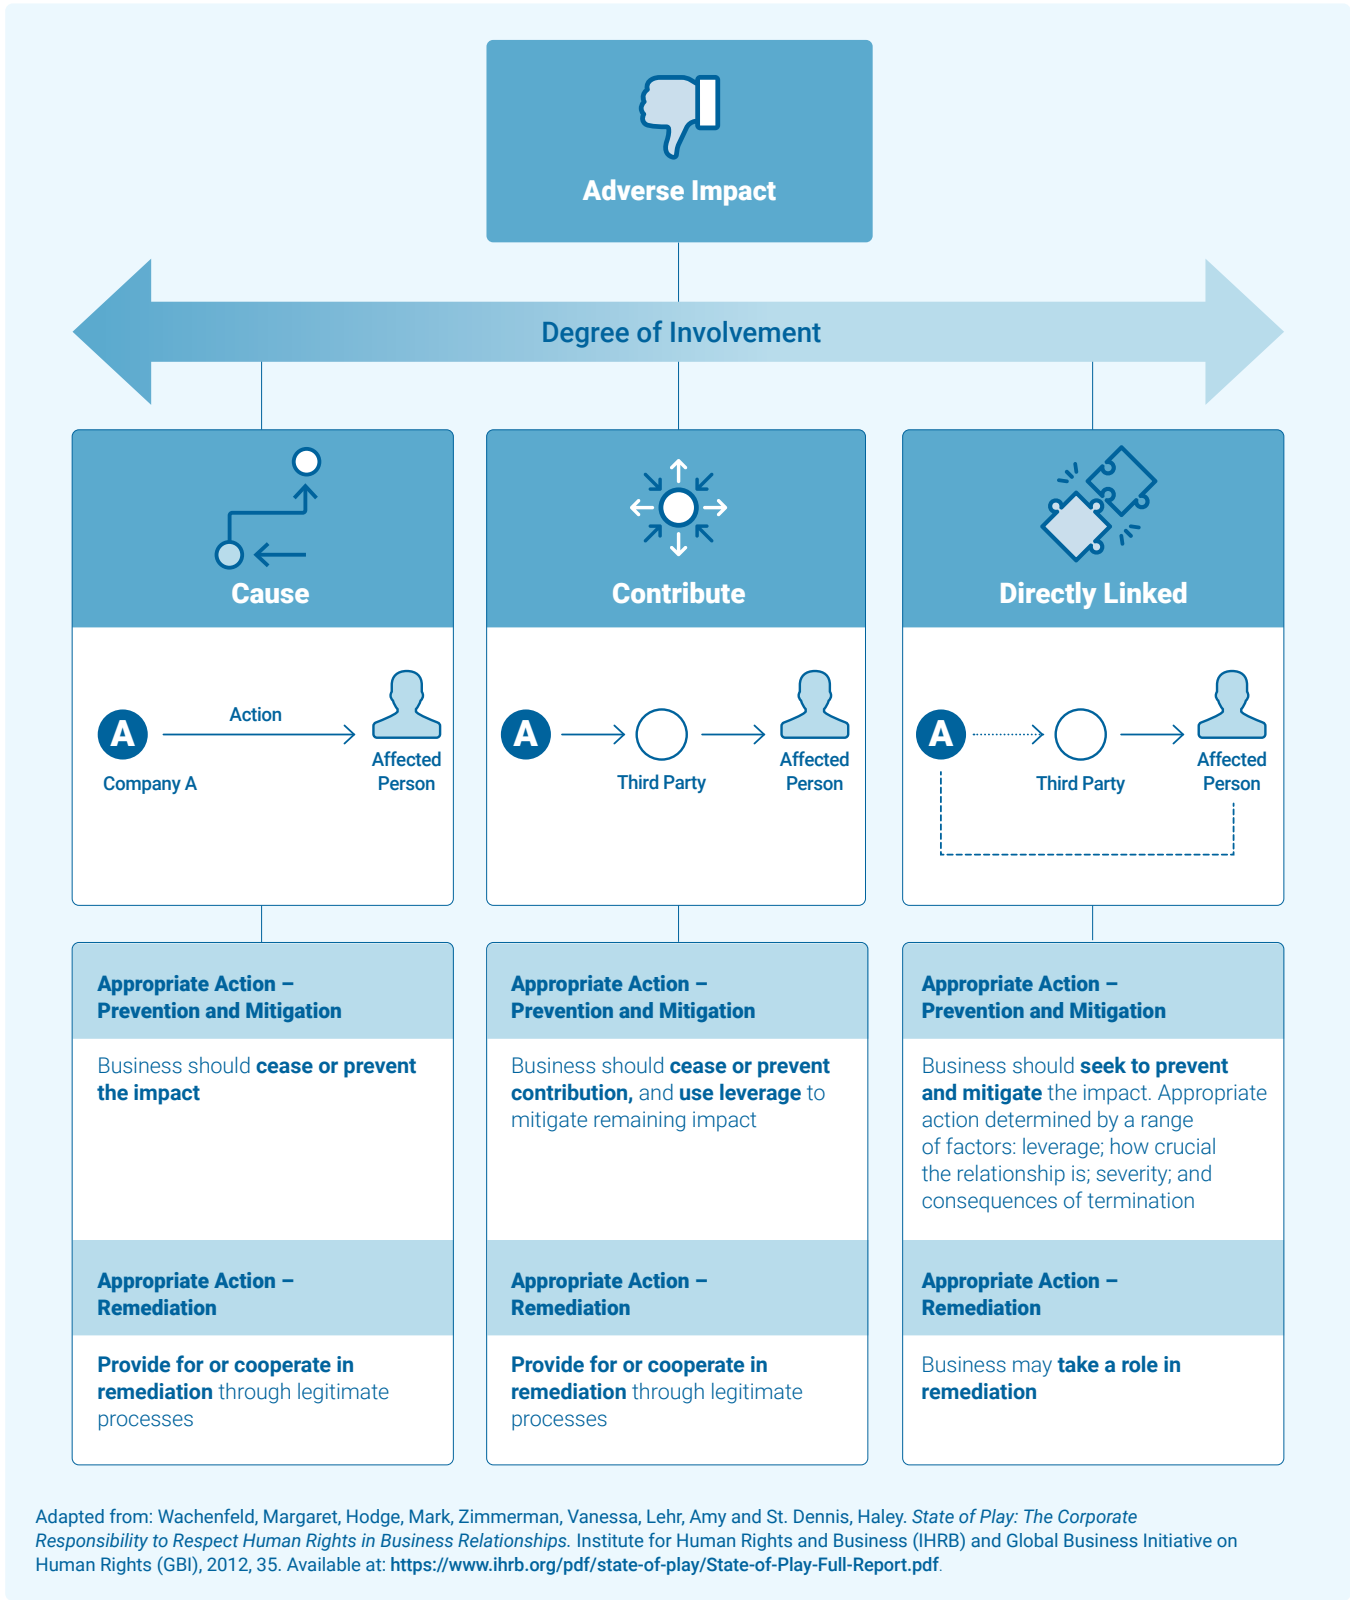 Adverse Impact
Degree of Involvement
Cause
A
Action
Company A
Affected
Person
Appropriate Action –
Prevention and Mitigation
Business should cease or prevent
the impact
Appropriate Action –
Remediation
Provide for or cooperate in
remediation through legitimate
processes
Contribute
A
Third Party
Affected
Person
Appropriate Action –
Prevention and Mitigation
Business should cease or prevent
contribution, and use leverage to
mitigate remaining impact
Appropriate Action –
Remediation
Provide for or cooperate in
remediation through legitimate
processes
Directly Linked
A
Third Party
Affected
Person
Appropriate Action –
Prevention and Mitigation
Business should seek to prevent
and mitigate the impact. Appropriate
action determined by a range
of factors: leverage; how crucial
the relationship is; severity; and
consequences of termination
Appropriate Action –
Remediation
Business may take a role in
remediation
Adapted from: Wachenfeld, Margaret, Hodge, Mark, Zimmerman, Vanessa, Lehr, Amy and St. Dennis, Haley. State of Play: The Corporate
Responsibility to Respect Human Rights in Business Relationships. Institute for Human Rights and Business (IHRB) and Global Business Initiative on
Human Rights (GBI), 2012, 35. Available at: https://www.ihrb.org/pdf/state-of-play/State-of-Play-Full-Report.pdf.